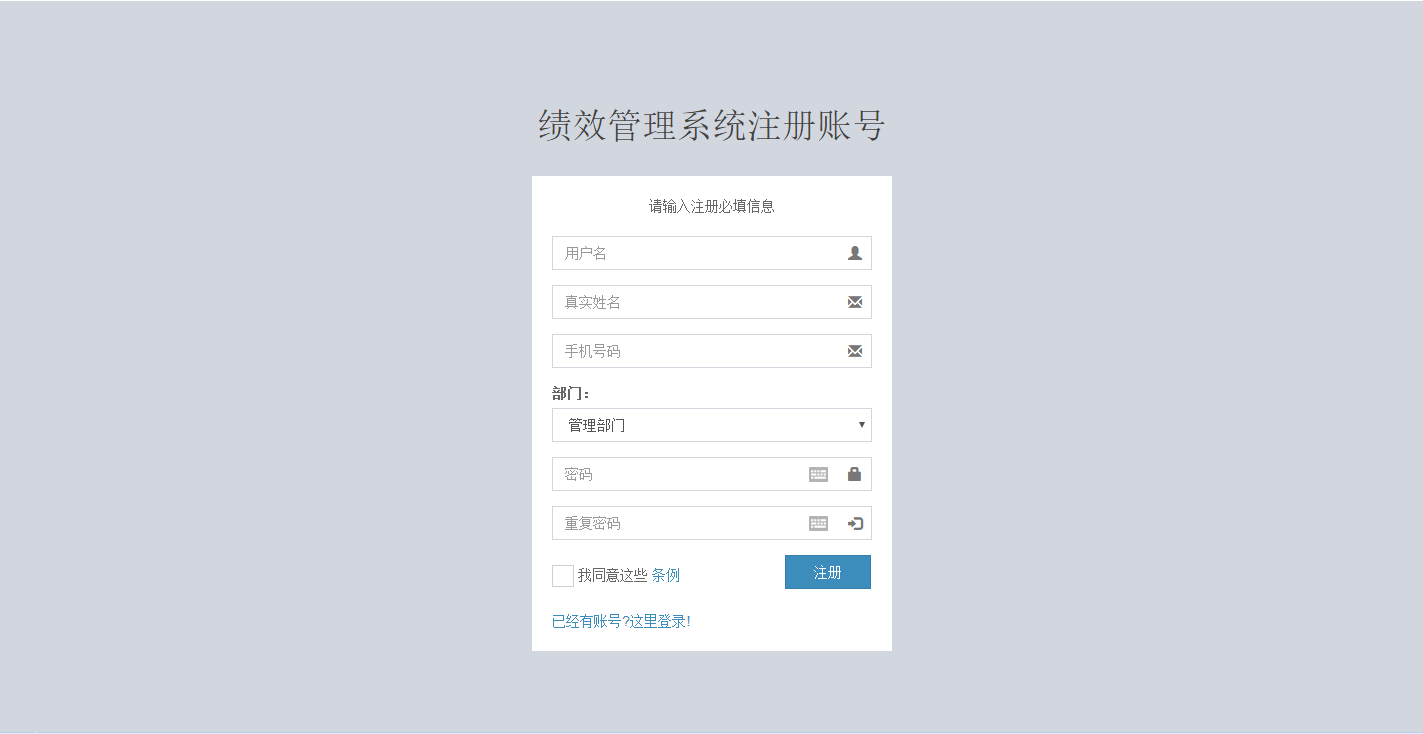 绩效管理系统注册账号
请输入注册必填信息
用户名
真实姓名
手机号码
部门：
管理部门
密码
重复密码
我同意这些 条例
注册
已经有账号?这里登录!